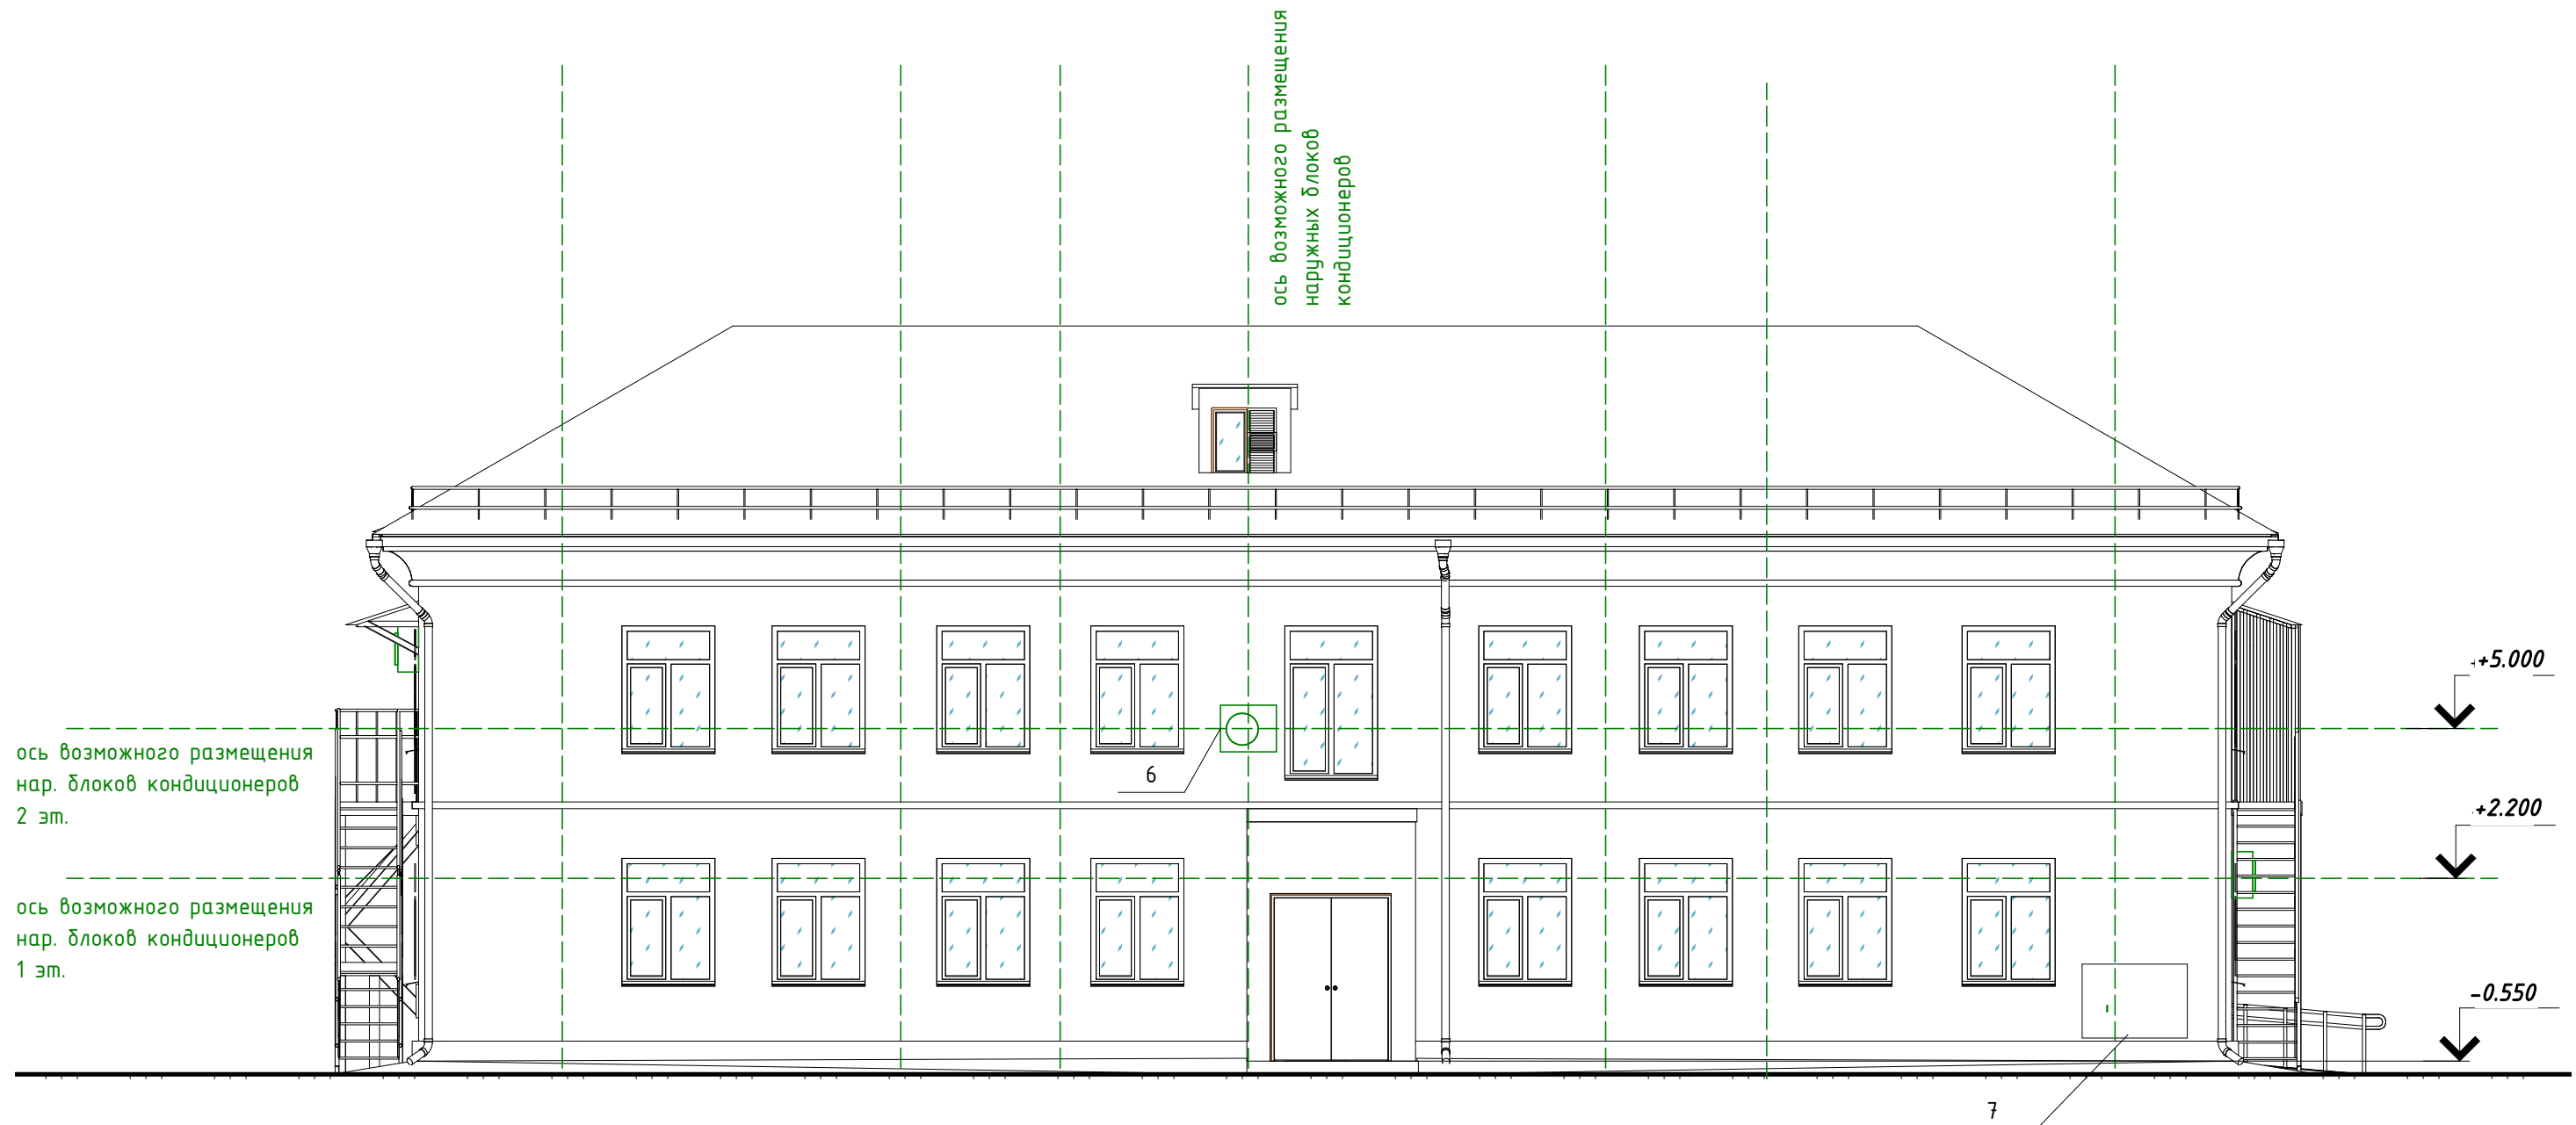 ось возможного размещения
наружных блоков
кондиционеров
+5.000
ось возможного размещения
нар. блоков кондиционеров
2 эт.
6
+2.200
ось возможного размещения
нар. блоков кондиционеров
1 эт.
-0.550
7